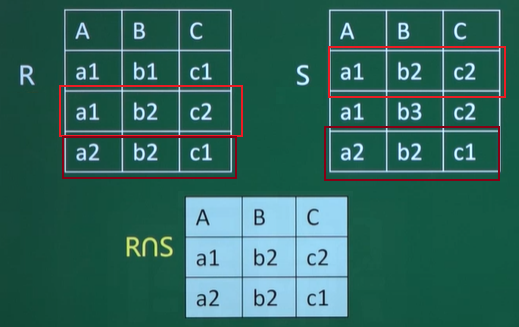 A B C
R
a1 b1 c1
a1 b2 c2
a2 b2 c1
A B C
S
a1 b2 c2
a1 b3 c2
a2 b2 c1
R∩S
A B C
a1 b2 c2
a2 b2 c1